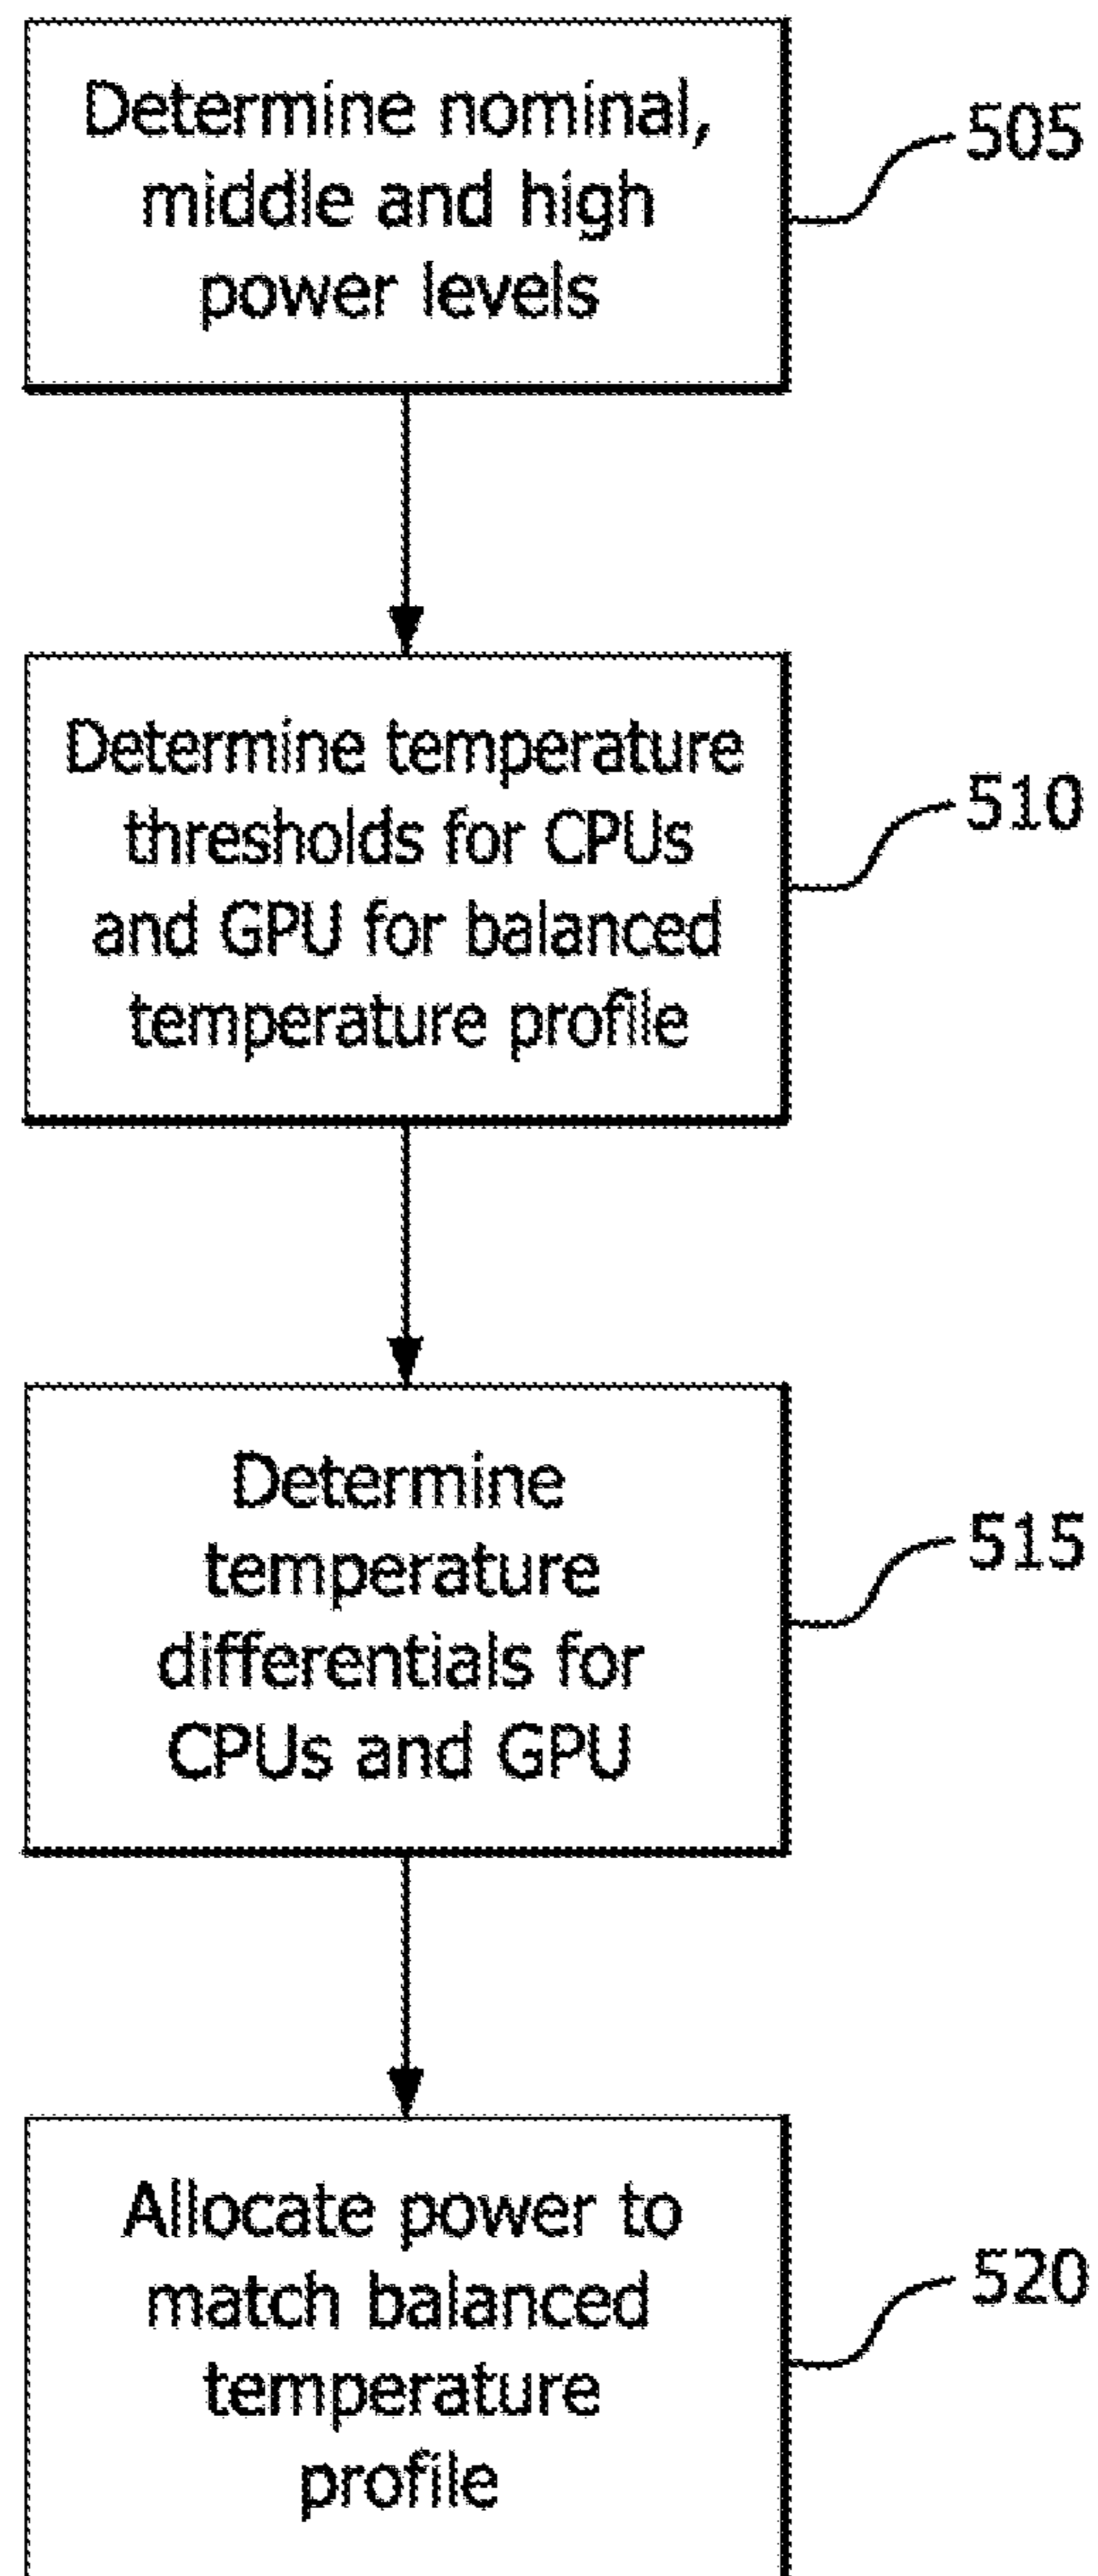 Determine nominal,
middle and high
power levels
505
Determine temperature
thresholds for CPUs
and GPU for balanced
temperature profile
510
Determine
temperature
differentials for
CPUs and GPU
515
Allocate power to
match balanced
temperature
profile
520